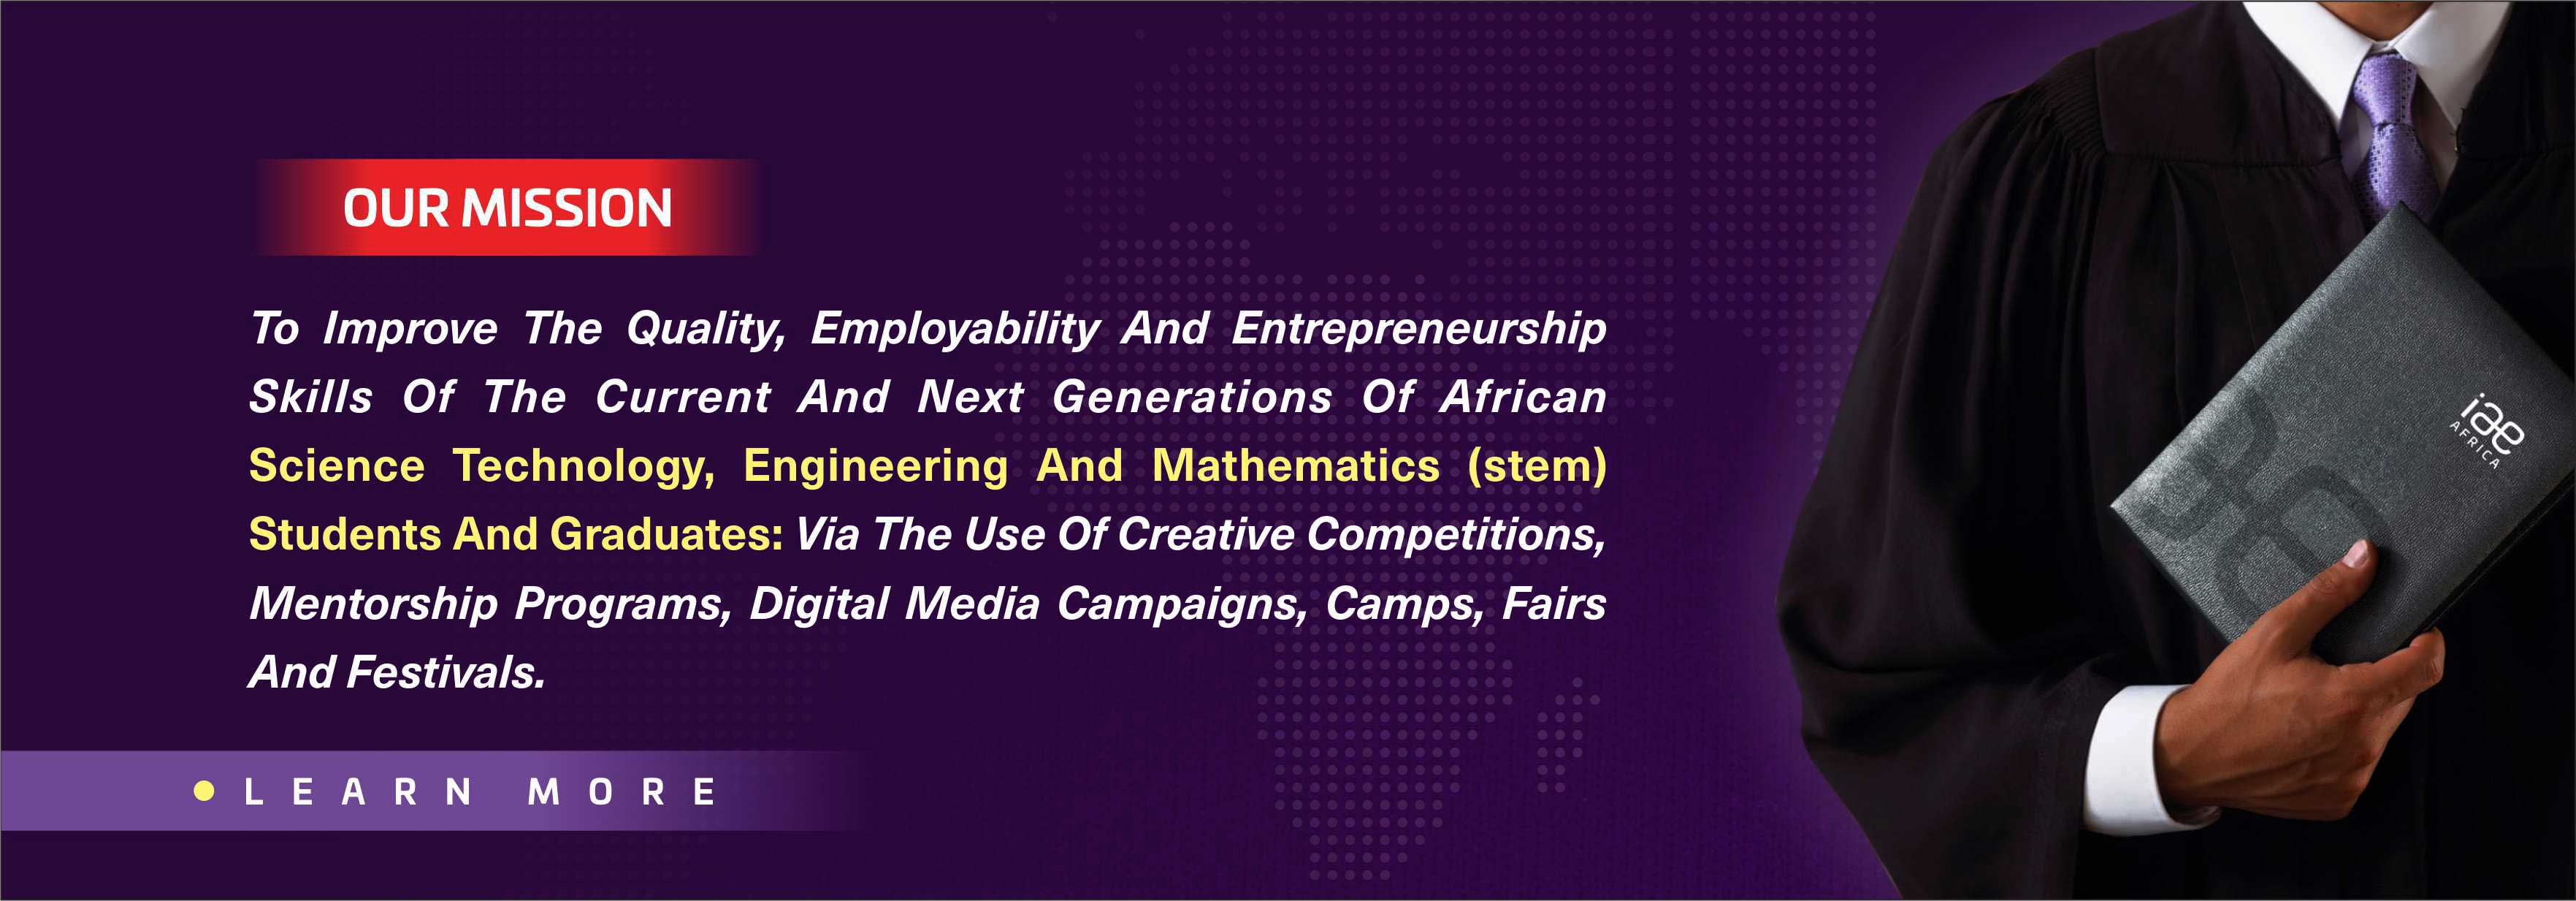 OUR MISSION
To Improve The Quality, Employability And Entrepreneurship
Skills Of The Current And Next Generations Of African
Science Technology, Engineering And Mathematics (stem)
Students And Graduates: Via The Use Of Creative Competitions,
Mentorship Programs, Digital Media Campaigns, Camps, Fairs
And Festivals.
LEARN MORE
iae
AFRICA